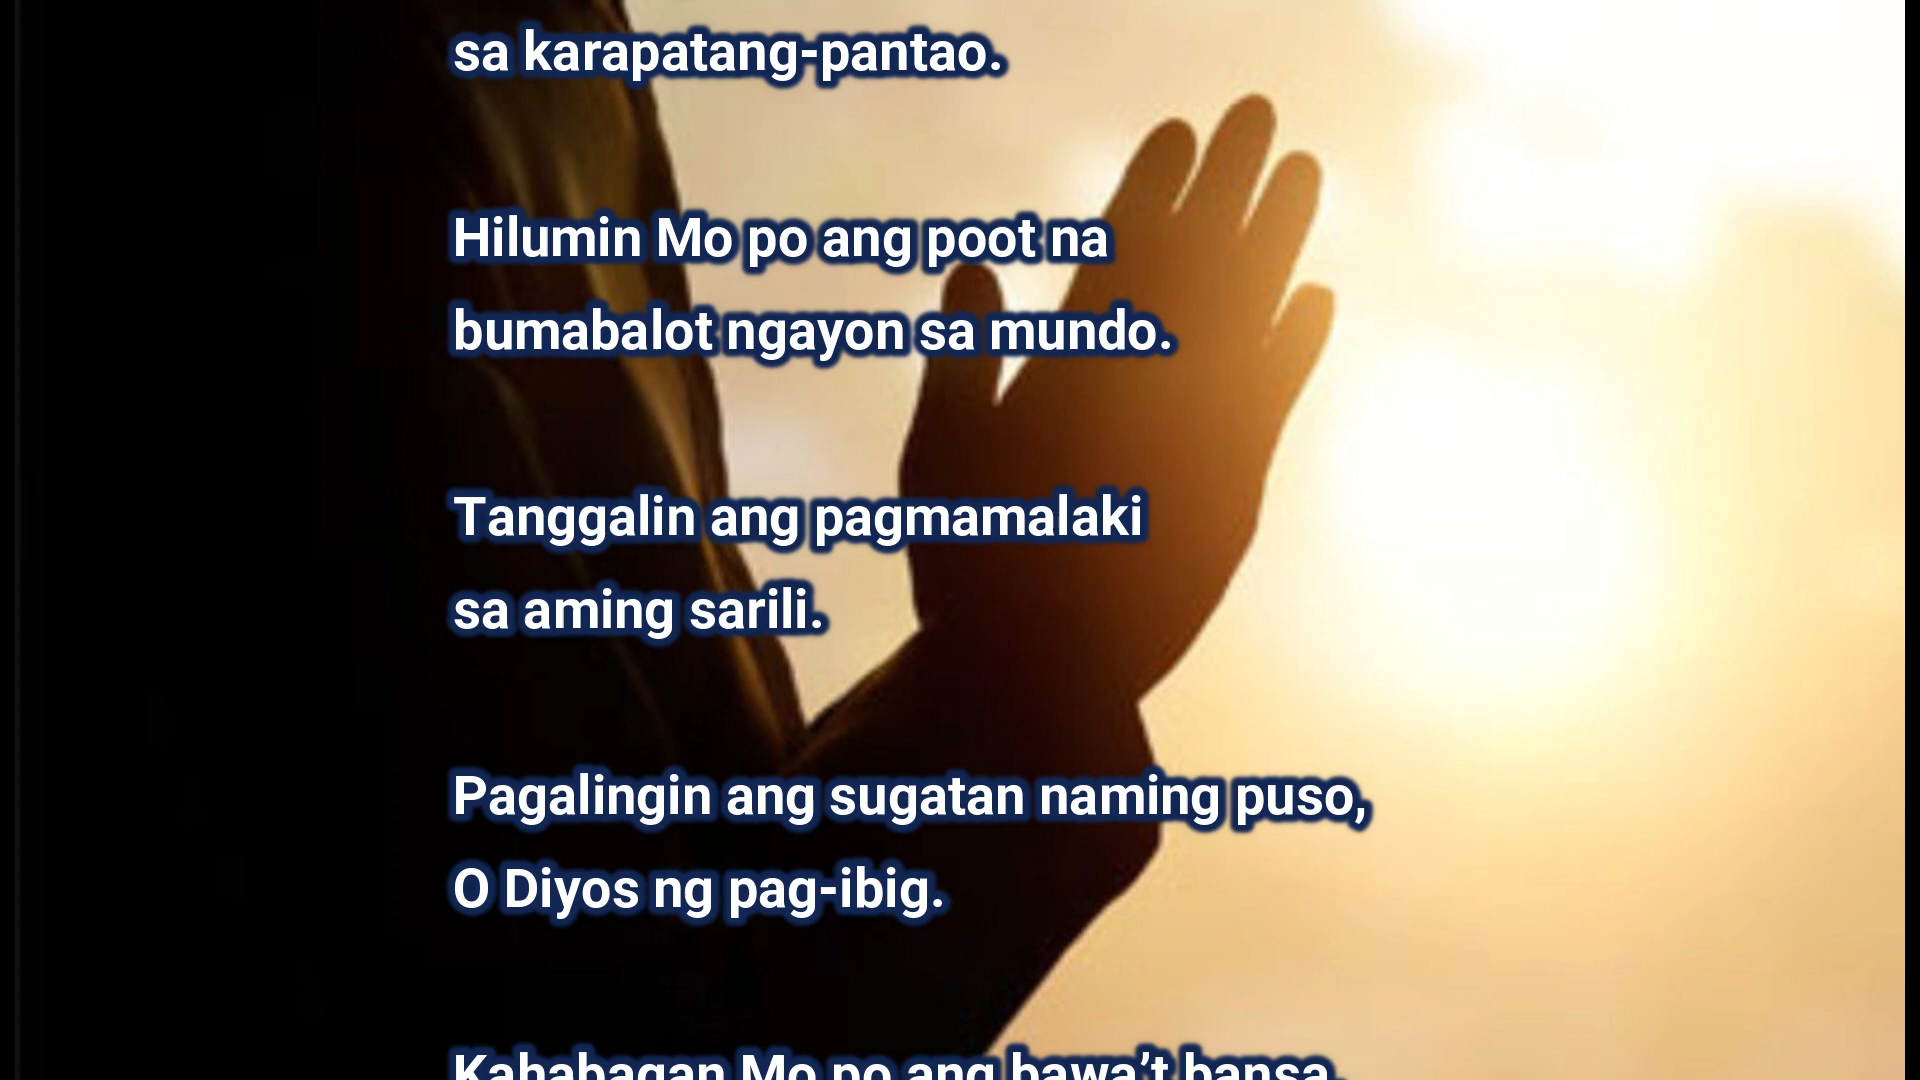 sa karapatang-pantao.
Hilumin Mo po ang poot na
bumabalot ngayon sa mundo.
Tanggalin ang pagmamalaki
sa aming sarili.
Pagalingin ang sugatan naming puso,
O Diyos ng pag-ibig.
Kahabagan Mo po ang bawa’t bansa,